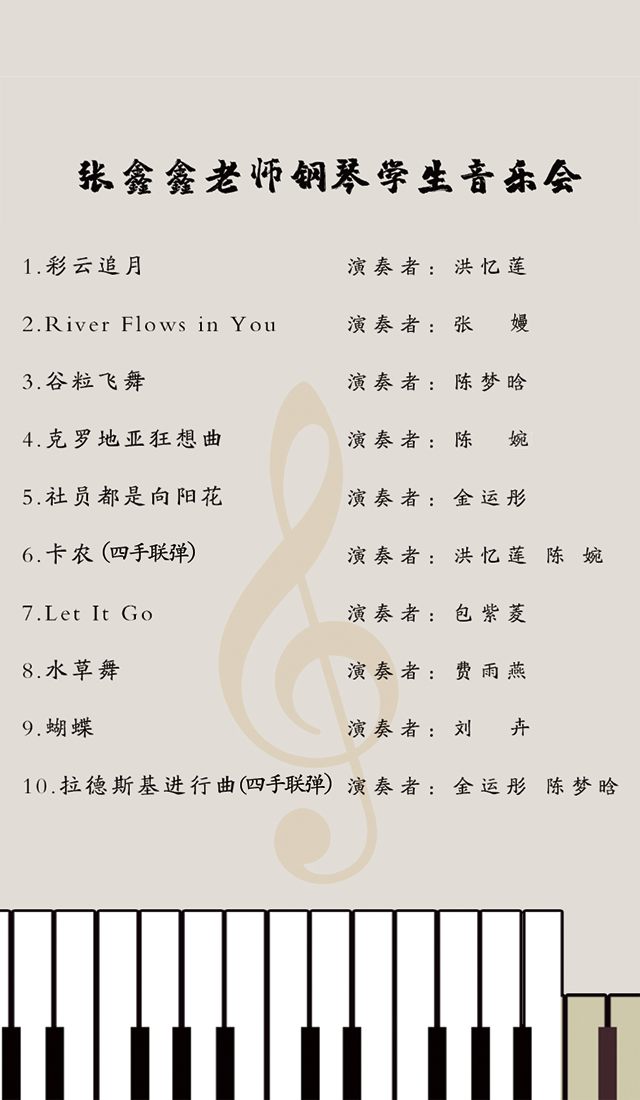 张鑫鑫老师钢琴学生音乐会
1.彩云追月 演奏者：洪忆莲
2.River Flows in You 演奏者：张 嫚
3.谷粒飞舞 演奏者：陈梦晗
4.克罗地亚狂想曲 演奏者：陈 婉
5.社员都是向阳花 演奏者：金运彤
6.卡农(四手联弹) 演奏者：洪忆莲 陈 婉
7.Let It Go 演奏者：包紫菱
8.水草舞 演奏者：费雨燕
9.蝴蝶 演奏者：刘 卉
10.拉德斯基进行曲(四手联弹) 演奏者：金运彤 陈梦晗